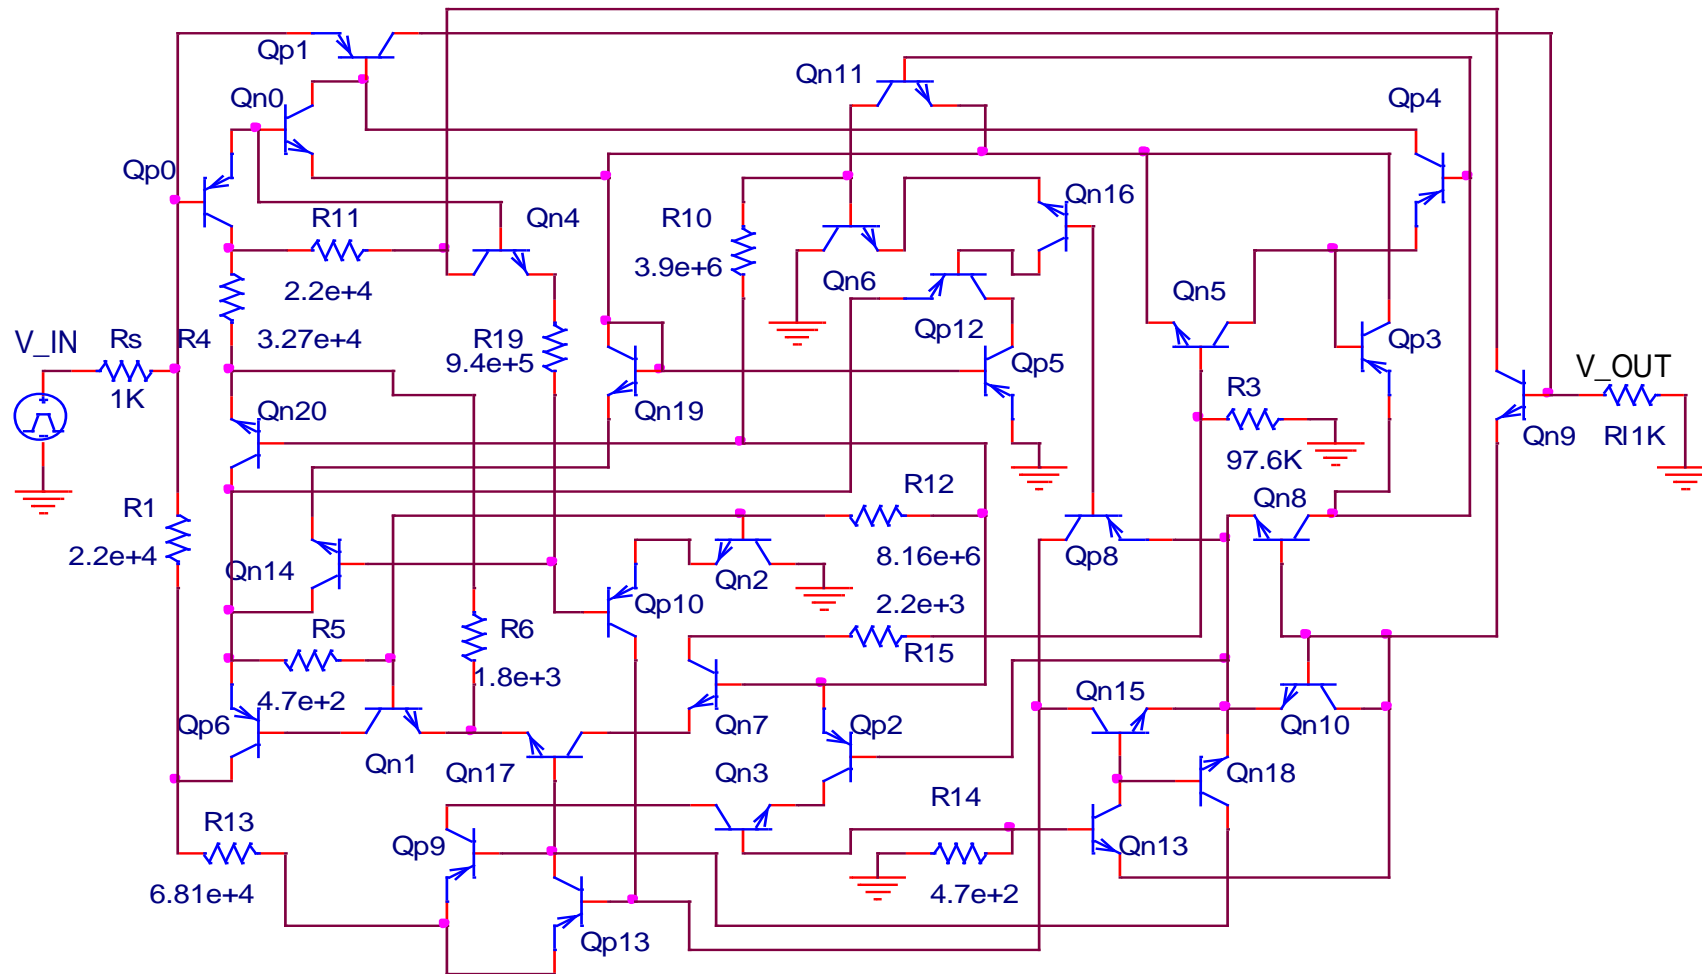 Qp1
Qn11
Qn0
Qp4
Qp0
Qn16
R11
Qn4
R10
3.9e+6
2.2e+4
Qn6
Qn5
V_IN
Rs
R4
3.27e+4
R19
9.4e+5
Qp12
Qp5
Qp3
V_OUT
1K
Qn20
Qn19
R3
Qn9
Rl1K
97.6K
R1
R12
Qn8
2.2e+4
Qn14
8.16e+6
Qn2
Qp8
Qp10
2.2e+3
R5
R6
R15
1.8e+3
4.7e+2
Qn15
Qp6
Qn7
Qp2
Qn10
Qn1
Qn17
Qn3
Qn18
R14
R13
Qp9
Qn13
6.81e+4
4.7e+2
Qp13